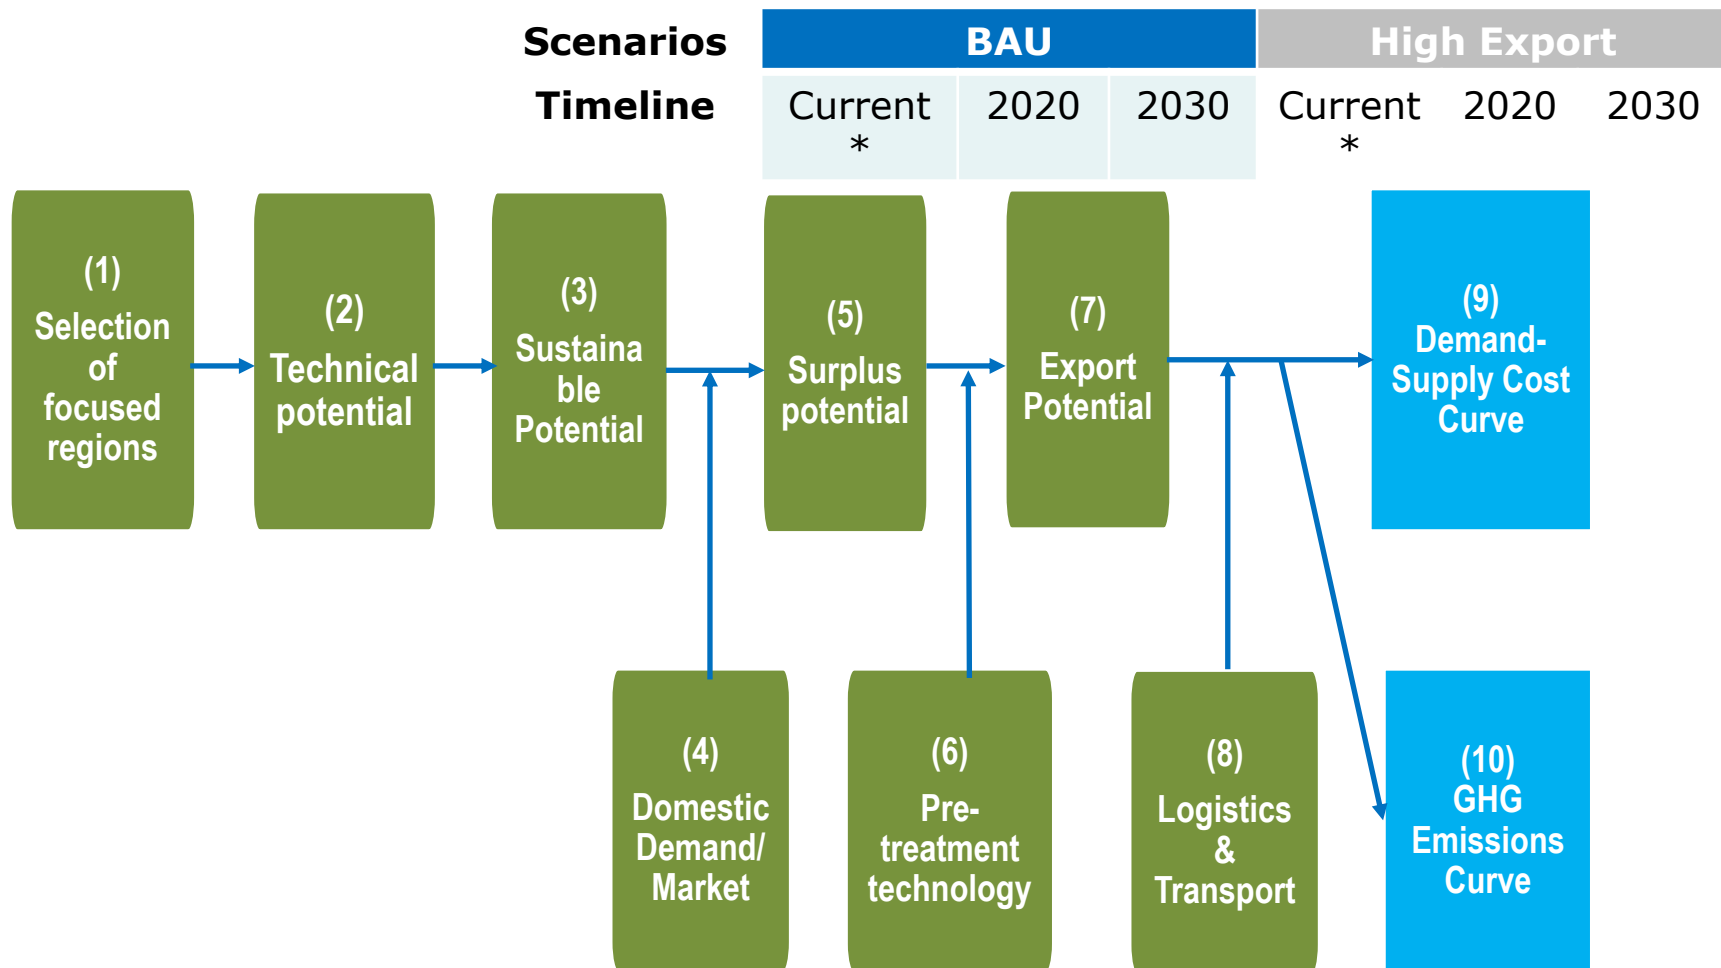 Scenarios BAU High Export
Timeline Current 2020 2030 Current 2020 2030
* *
(1)
Selection
of
focused
regions
(2)
Technical
potential
(3)
Sustaina
ble
Potential
(5)
Surplus
potential
(7)
Export
Potential
(9)
Demand-
Supply Cost
Curve
(4)
Domestic
Demand/
Market
(6)
Pre-
treatment
technology
(8)
Logistics
&
Transport
(10)
GHG
Emissions
Curve